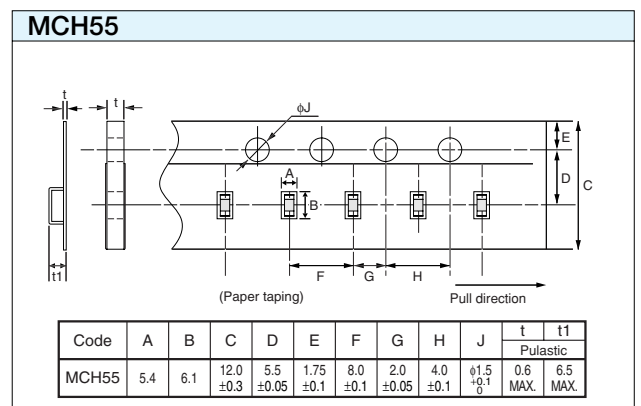 MCH55
t
t
ϕJ
E
A
D
C
B
t1
F
G
H
(Paper taping)
Pull direction
Code A B C D E F G H J t t1
Pulastic
MCH55 5.4 6.1 12.0 ±0.3 5.5 ±0.05 1.75 ±0.1 8.0 ±0.1 2.0 ±0.05 4.0 ±0.1 ϕ1.5 +0.1 0 0.6 MAX. 6.5 MAX.